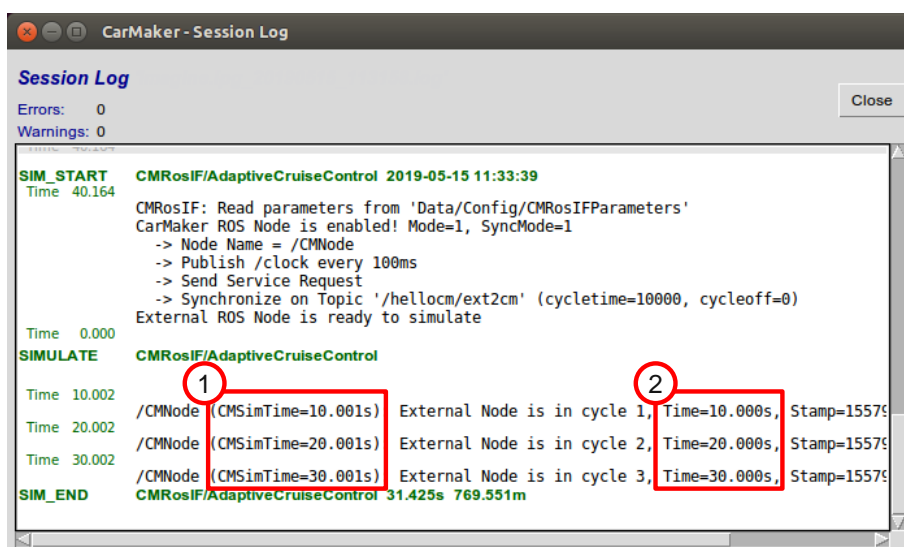 CarMaker - Session Log
Session Log
Errors: 0
Close
Warnings: 0
Time 40.164
SIM_START CMRosIF/AdaptiveCruiseControl 2019-05-15 11:33:39
Time 40.164
CMRosIF: Read parameters from 'Data/Config/CMRosIFParameters'
CarMaker ROS Node is enabled! Mode=1, SyncMode=1
-> Node Name = /CMNode
-> Publish /clock every 100ms
-> Send Service Request
-> Synchronize on Topic '/hellocm/ext2cm' (cycletime=10000, cycleoff=0)
External ROS Node is ready to simulate
Time 0.000
SIMULATE CMRosIF/AdaptiveCruiseControl
1 2
Time 10.002
/CMNode (CMSimTime=10.001s) External Node is in cycle 1, Time=10.000s, Stamp=15579
Time 20.002
/CMNode (CMSimTime=20.001s) External Node is in cycle 2, Time=20.000s, Stamp=15579
Time 30.002
/CMNode (CMSimTime=30.001s) External Node is in cycle 3, Time=30.000s, Stamp=15579
SIM_END CMRosIF/AdaptiveCruiseControl 31.425s 769.551m